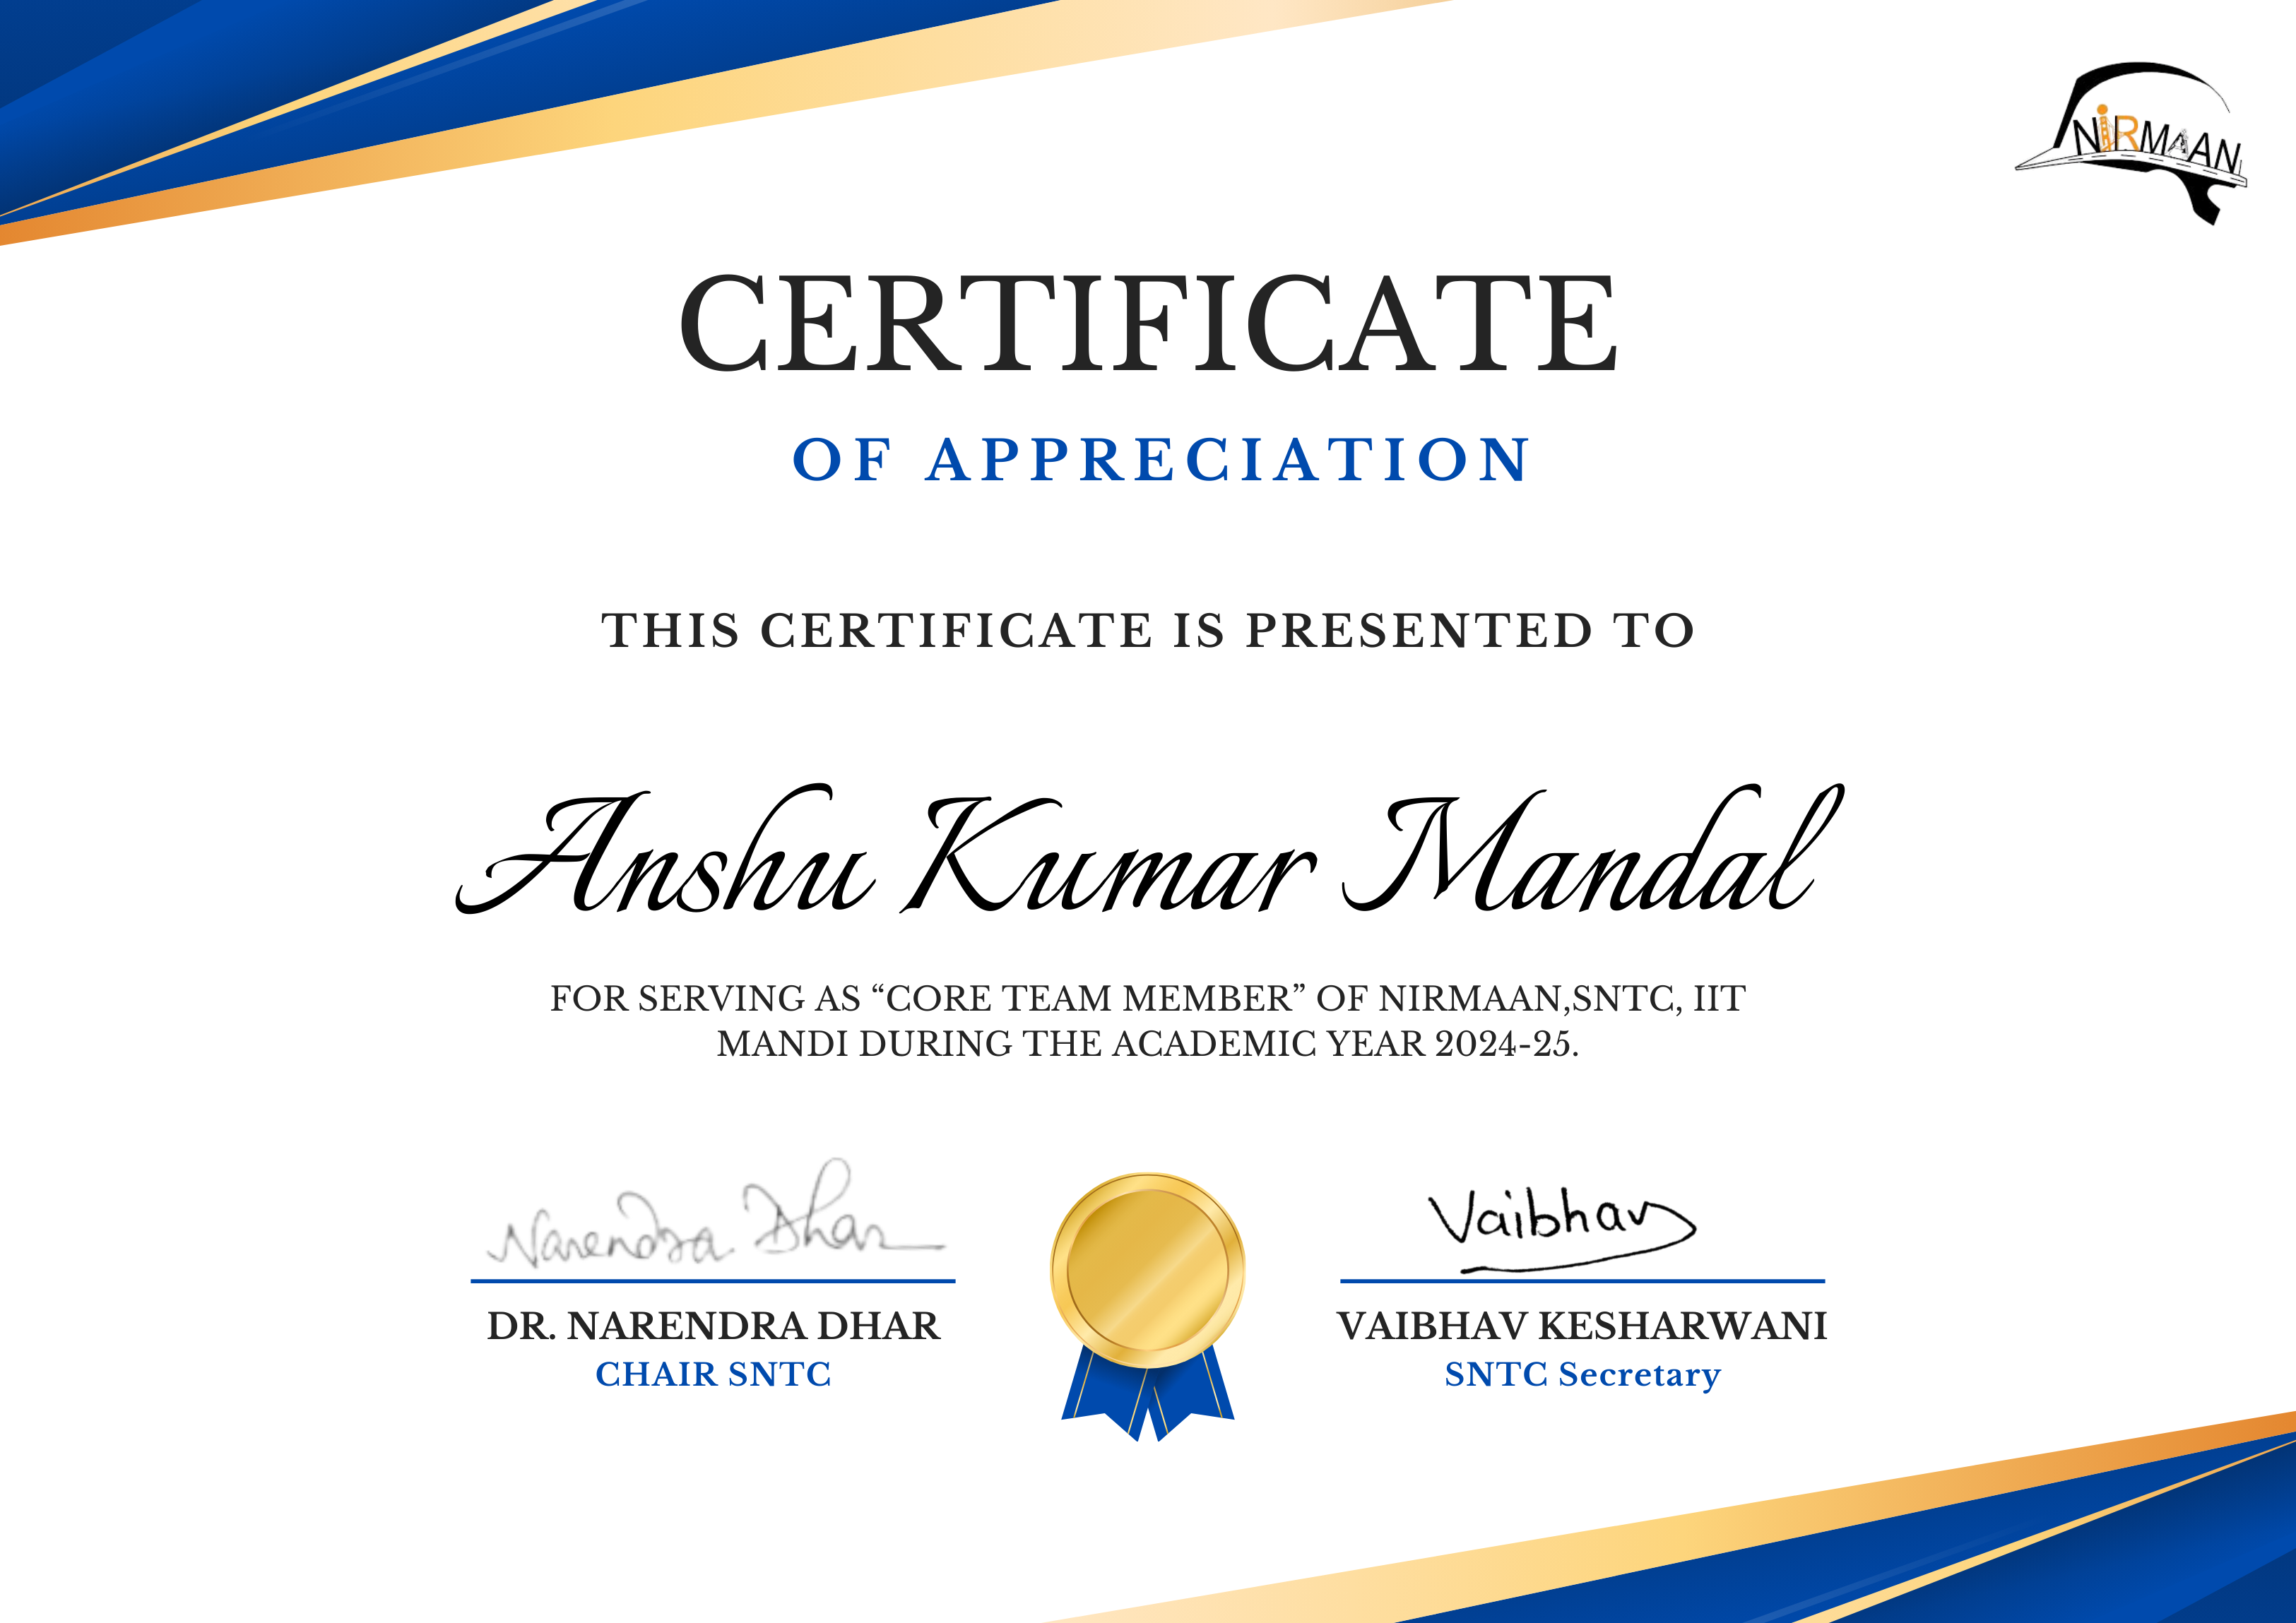 NiRMAAN
CERTIFICATE
OF APPRECIATION
THIS CERTIFICATE IS PRESENTED TO
Anshu Kumar Mandal
FOR SERVING AS “CORE TEAM MEMBER” OF NIRMAAN,SNTC, IIT
MANDI DURING THE ACADEMIC YEAR 2024-25.
Narendra Dhar
DR. NARENDRA DHAR
CHAIR SNTC
Vaibhav
VAIBHAV KESHARWANI
SNTC Secretary